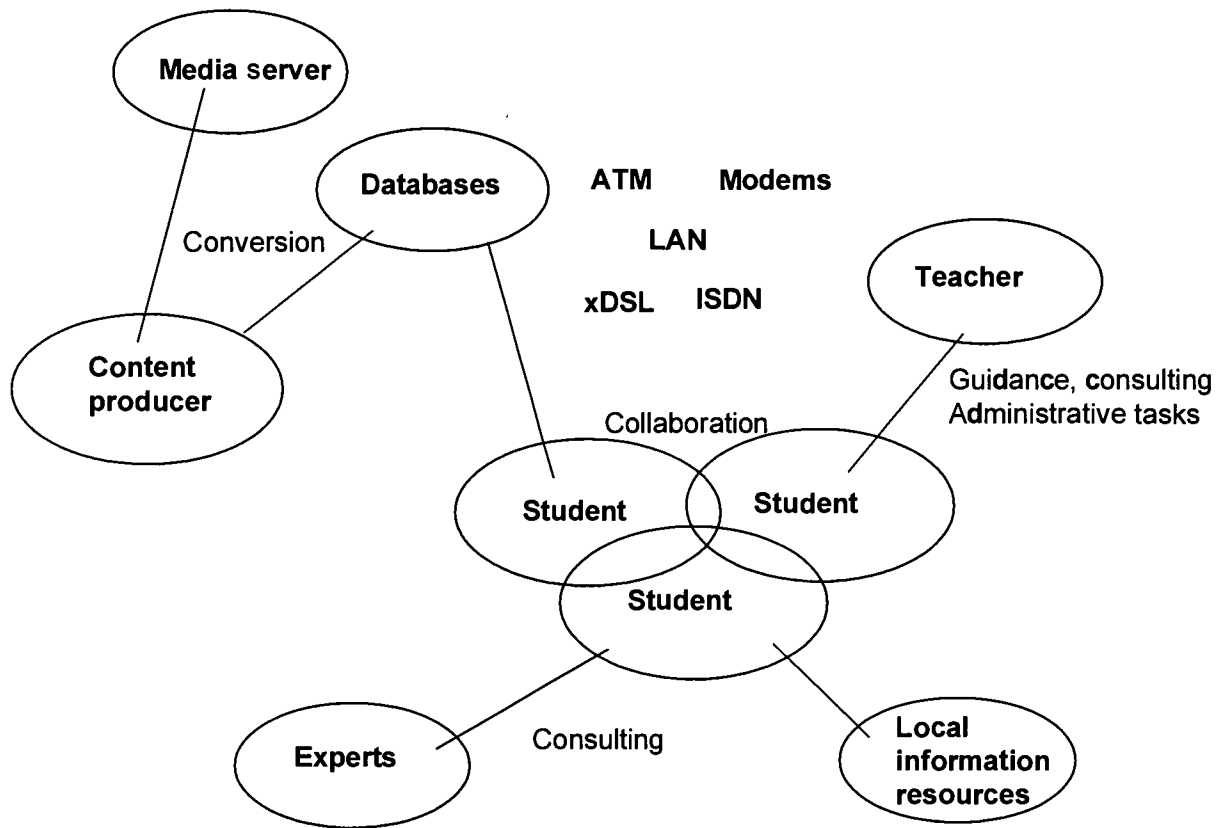 Media server
Databases
ATM
Modems
Conversion
LAN
Teacher
xDSL
ISDN
Content
producer
Guidance, consulting
Administrative tasks
Collaboration
Student
Student
Student
Experts
Consulting
Local
information
resources